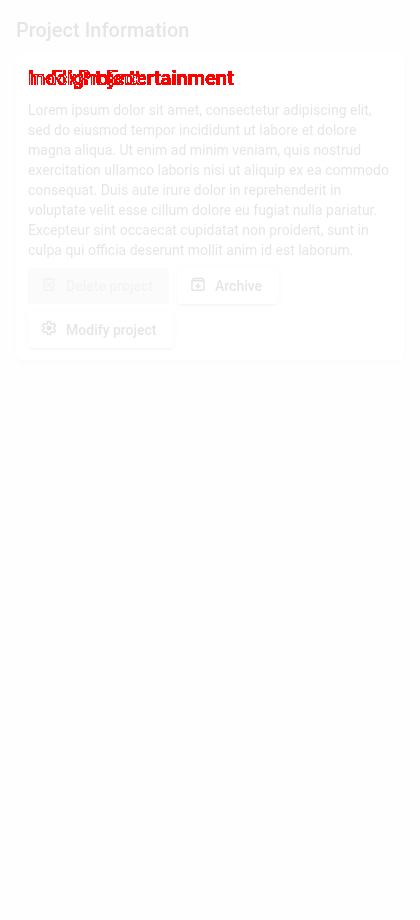 Project Information
In-Flight Entertainment
Lorem ipsum dolor sit amet, consectetur adipiscing elit,
sed do eiusmod tempor incididunt ut labore et dolore
magna aliqua. Ut enim ad minim veniam, quis nostrud
exercitation ullamco laboris nisi ut aliquip ex ea commodo
consequat. Duis aute irure dolor in reprehenderit in
voluptate velit esse cillum dolore eu fugiat nulla pariatur.
Excepteur sint occaecat cupidatat non proident, sunt in
culpa qui officia deserunt mollit anim id est laborum.
Delete project
Archive
Modify project